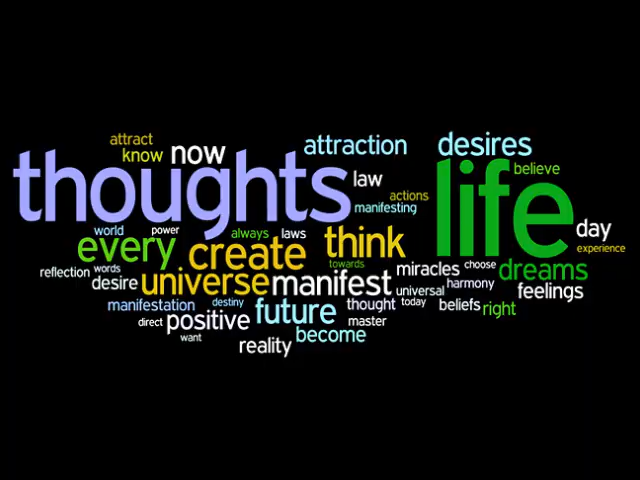 attract
know now attraction desires
thoughts law life believe
actions
manifesting
world power always laws think day
every create experience
reflection words towards miracles choose dreams
desire universe manifest universal harmony feelings
manifestation destiny future thought today beliefs right
direct positive master
want become
reality